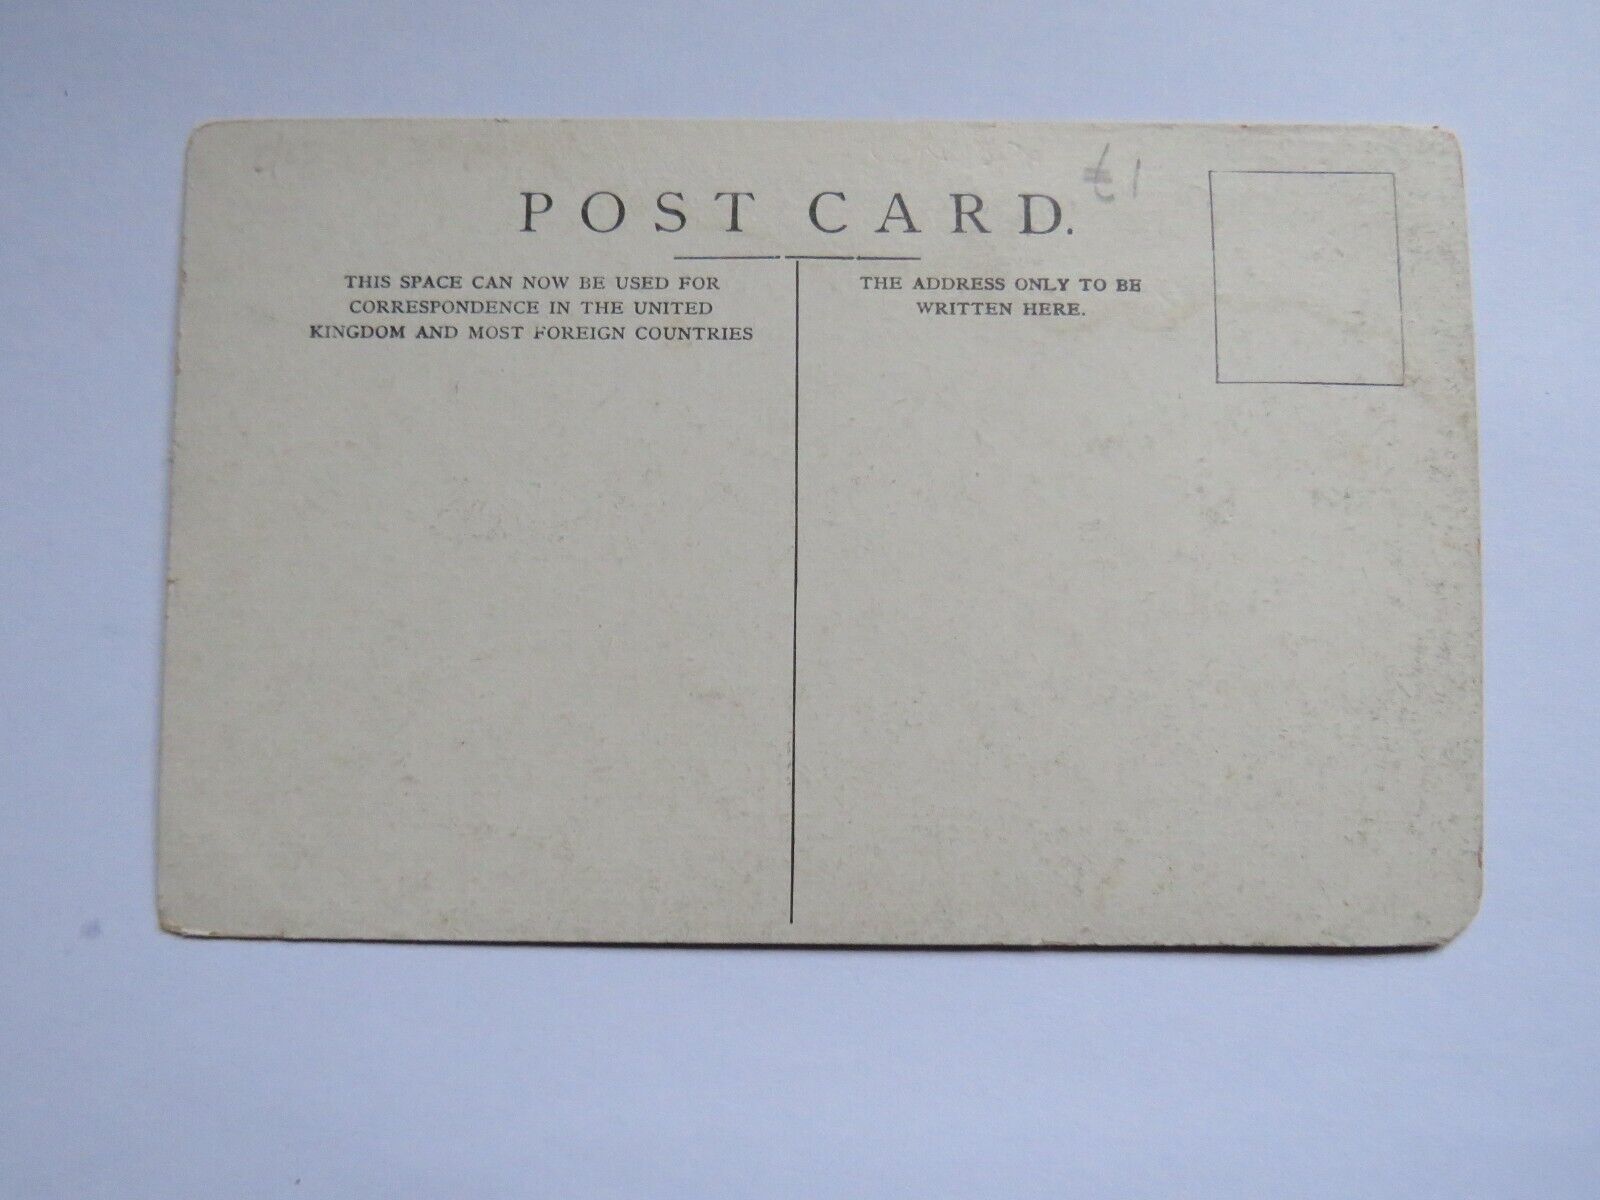 £1
POST CARD.
THIS SPACE CAN NOW BE USED FOR
CORRESPONDENCE IN THE UNITED
KINGDOM AND MOST FOREIGN COUNTRIES
THE ADDRESS ONLY TO BE
WRITTEN HERE.